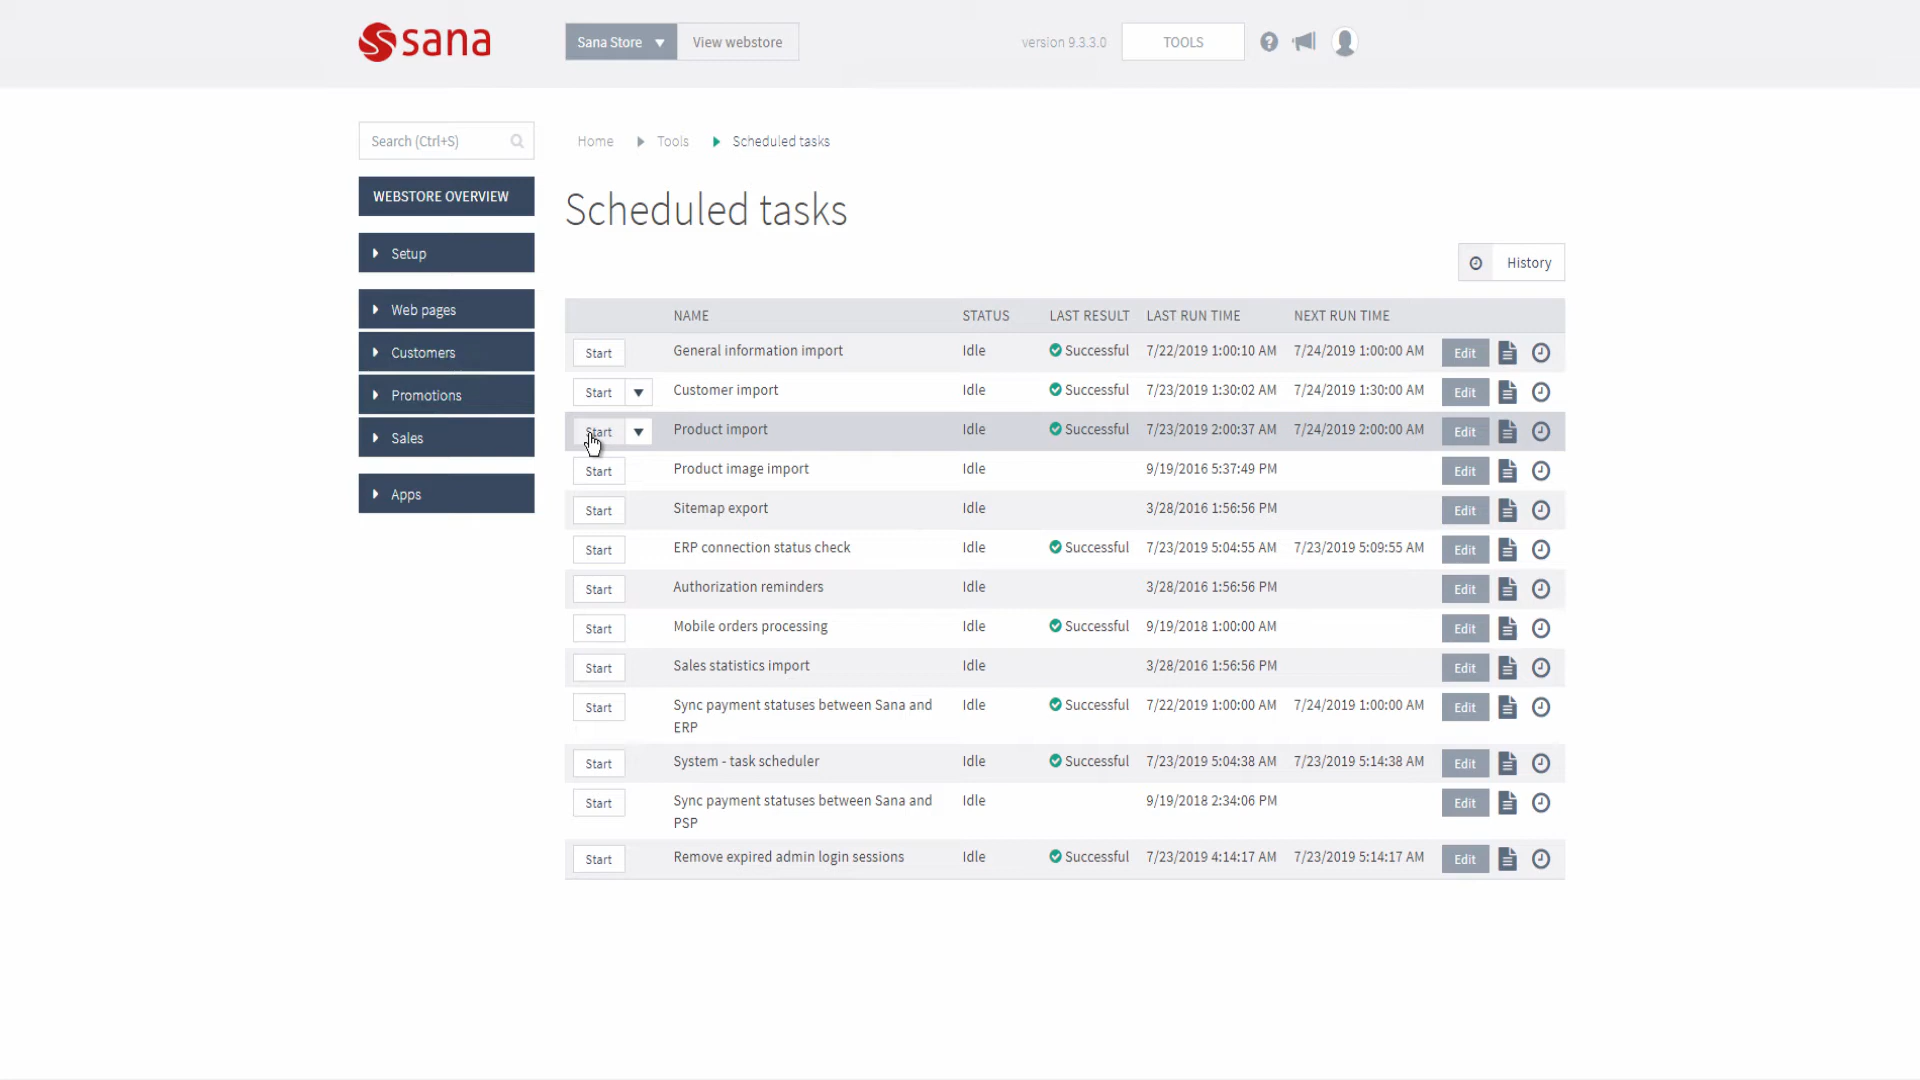 sana
Sana Store View webstore version 9.3.3.0 TOOLS
Search (Ctrl+S) Home Tools Scheduled tasks
WEBSTORE OVERVIEW
Setup
Web pages
Customers
Promotions
Sales
Apps
Scheduled tasks
History
NAME STATUS LAST RESULT LAST RUN TIME NEXT RUN TIME
Start General information import Idle Successful 7/22/2019 1:00:10 AM 7/24/2019 1:00:00 AM Edit
Start Customer import Idle Successful 7/23/2019 1:30:02 AM 7/24/2019 1:30:00 AM Edit
Start Product import Idle Successful 7/23/2019 2:00:37 AM 7/24/2019 2:00:00 AM Edit
Start Product image import Idle 9/19/2016 5:37:49 PM Edit
Start Sitemap export Idle 3/28/2016 1:56:56 PM Edit
Start ERP connection status check Idle Successful 7/23/2019 5:04:55 AM 7/23/2019 5:09:55 AM Edit
Start Authorization reminders Idle 3/28/2016 1:56:56 PM Edit
Start Mobile orders processing Idle Successful 9/19/2018 1:00:00 AM Edit
Start Sales statistics import Idle 3/28/2016 1:56:56 PM Edit
Start Sync payment statuses between Sana and Idle Successful 7/22/2019 1:00:00 AM 7/24/2019 1:00:00 AM Edit
ERP
Start System - task scheduler Idle Successful 7/23/2019 5:04:38 AM 7/23/2019 5:14:38 AM Edit
Start Sync payment statuses between Sana and Idle 9/19/2018 2:34:06 PM Edit
PSP
Start Remove expired admin login sessions Idle Successful 7/23/2019 4:14:17 AM 7/23/2019 5:14:17 AM Edit